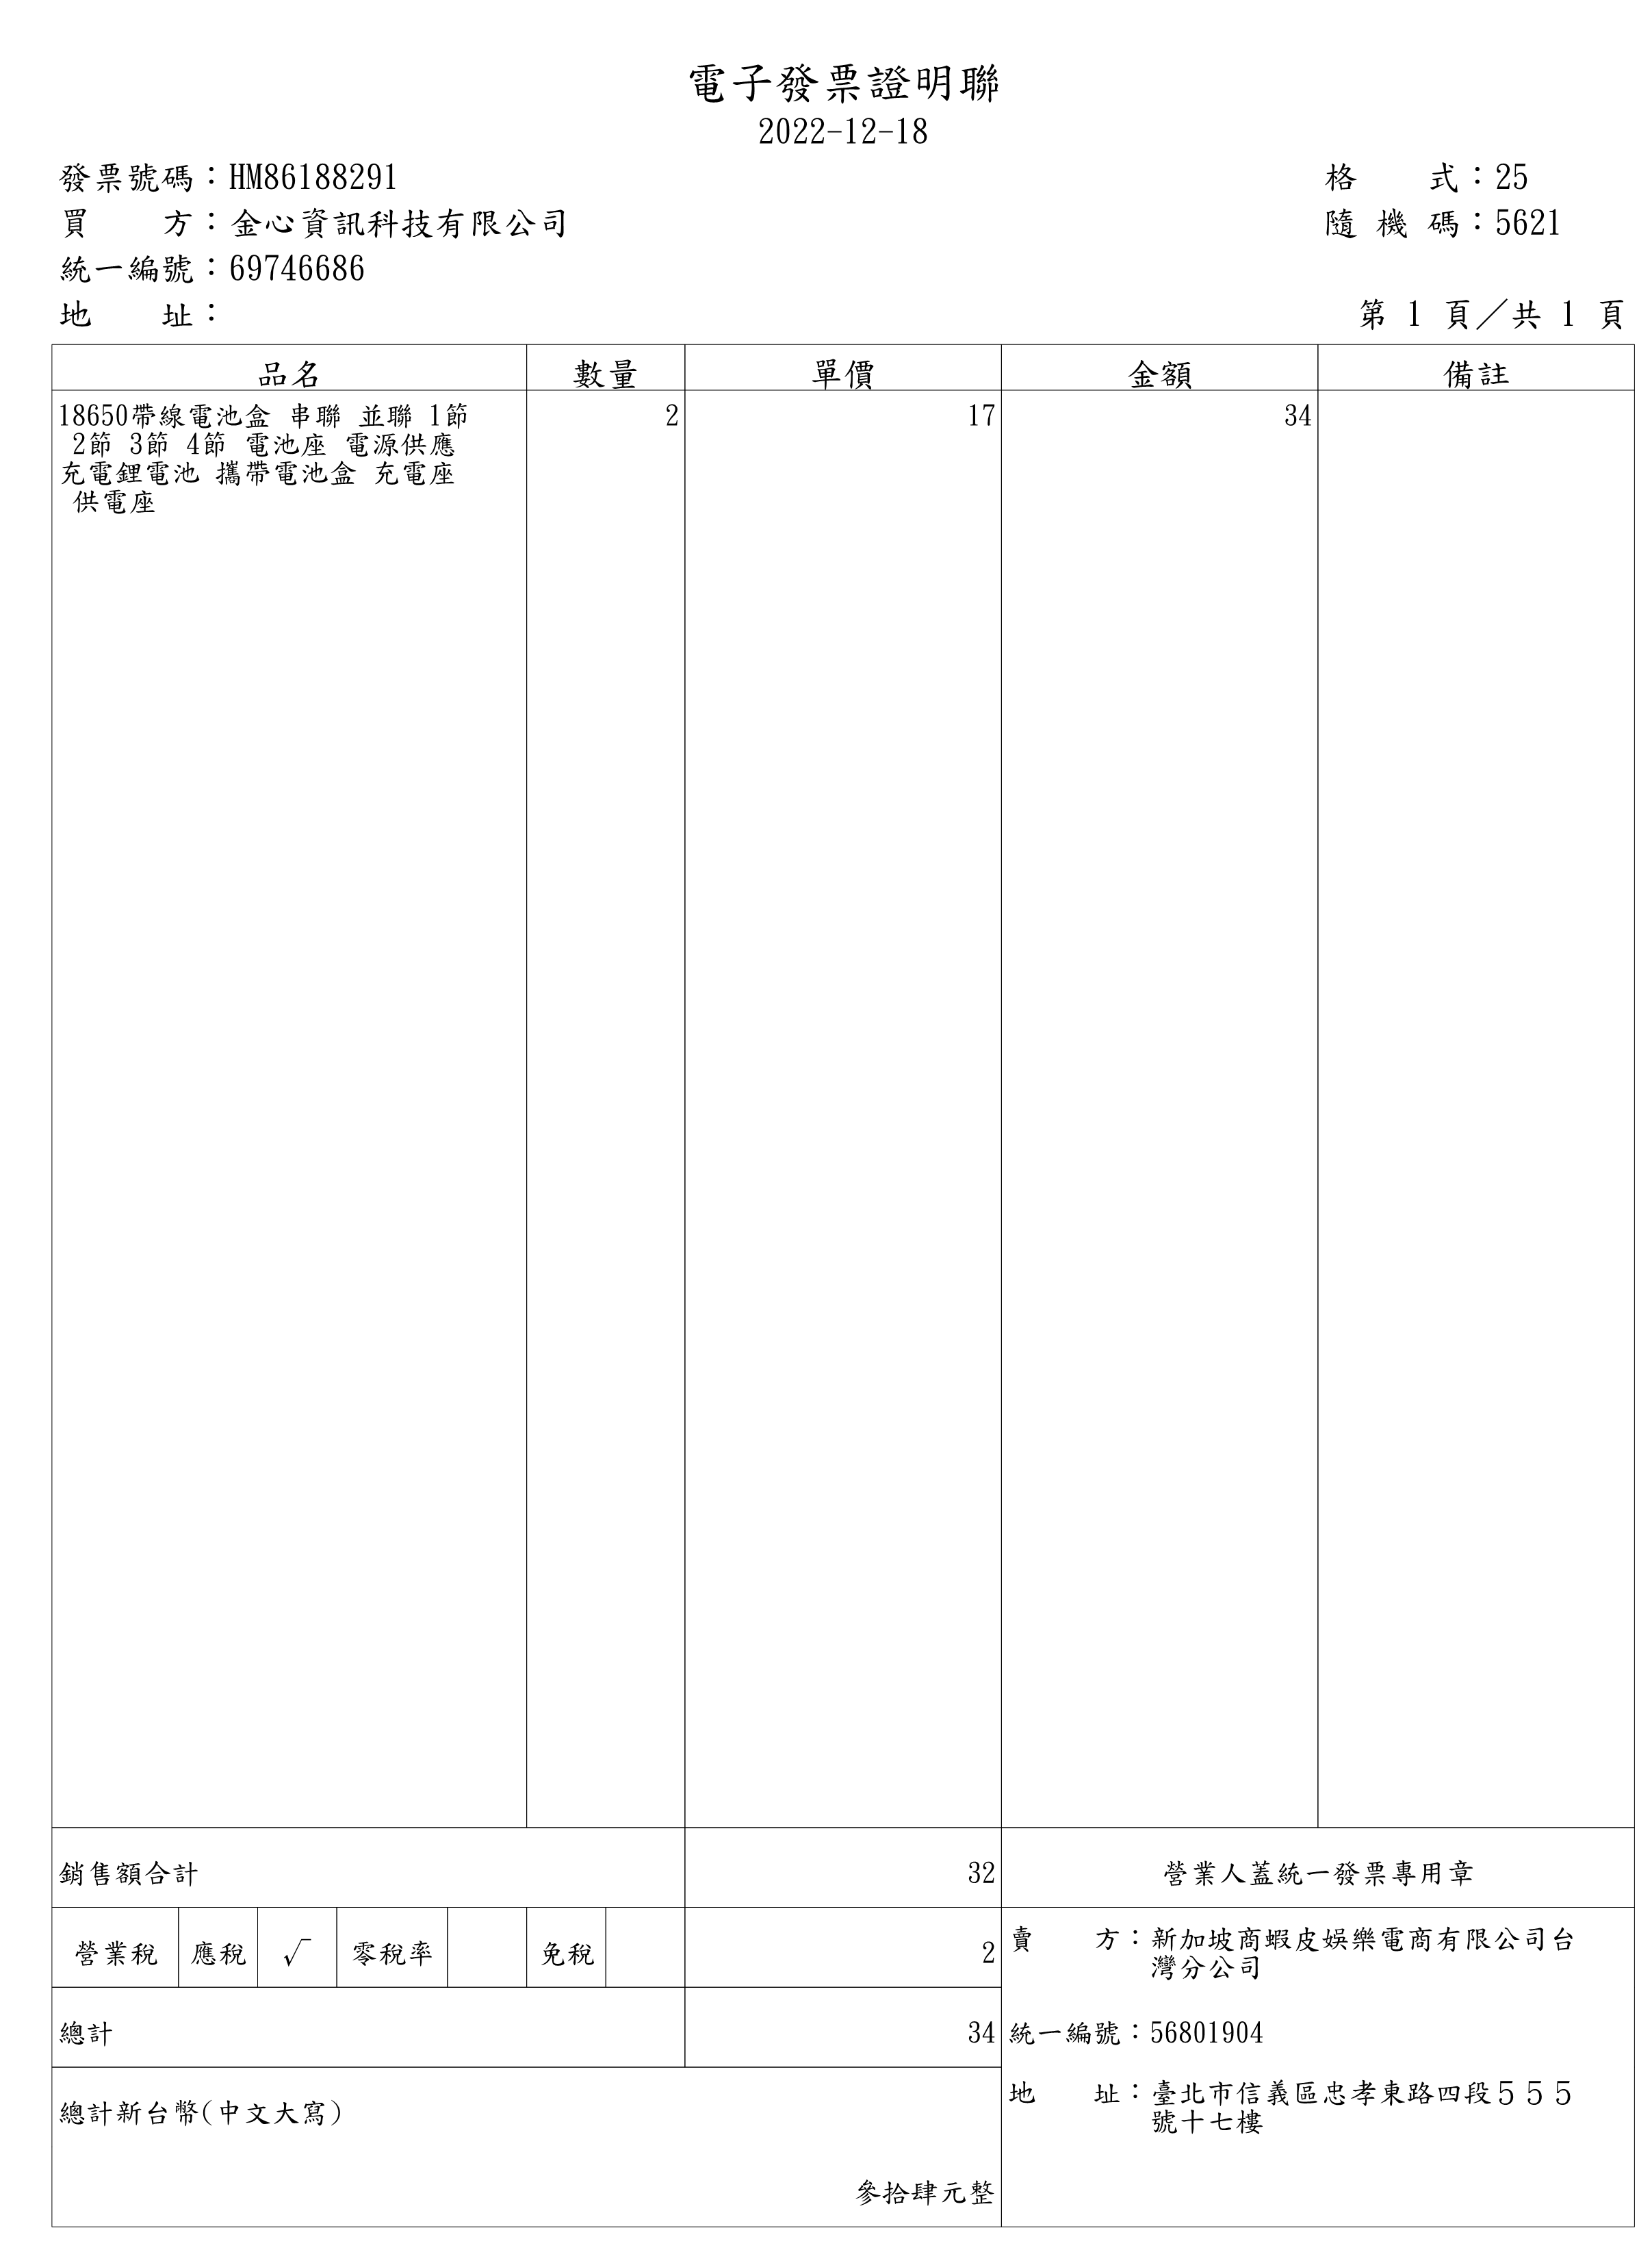 電子發票證明聯
2022-12-18
發票號碼：HM86188291
格　　式：25
買　　方：金心資訊科技有限公司
隨 機 碼：5621
統一編號：69746686
地　　址：
第 1 頁／共 1 頁
品名 數量 單價 金額 備註
18650帶線電池盒 串聯 並聯 1節 2 17 34
2節 3節 4節 電池座 電源供應
充電鋰電池 攜帶電池盒 充電座
供電座
銷售額合計 32 營業人蓋統一發票專用章
營業稅 應稅 √ 零稅率 免稅 2
賣　　方：新加坡商蝦皮娛樂電商有限公司台
灣分公司
總計 34
統一編號：56801904
地　　址：臺北市信義區忠孝東路四段５５５
號十七樓
總計新台幣(中文大寫)
參拾肆元整